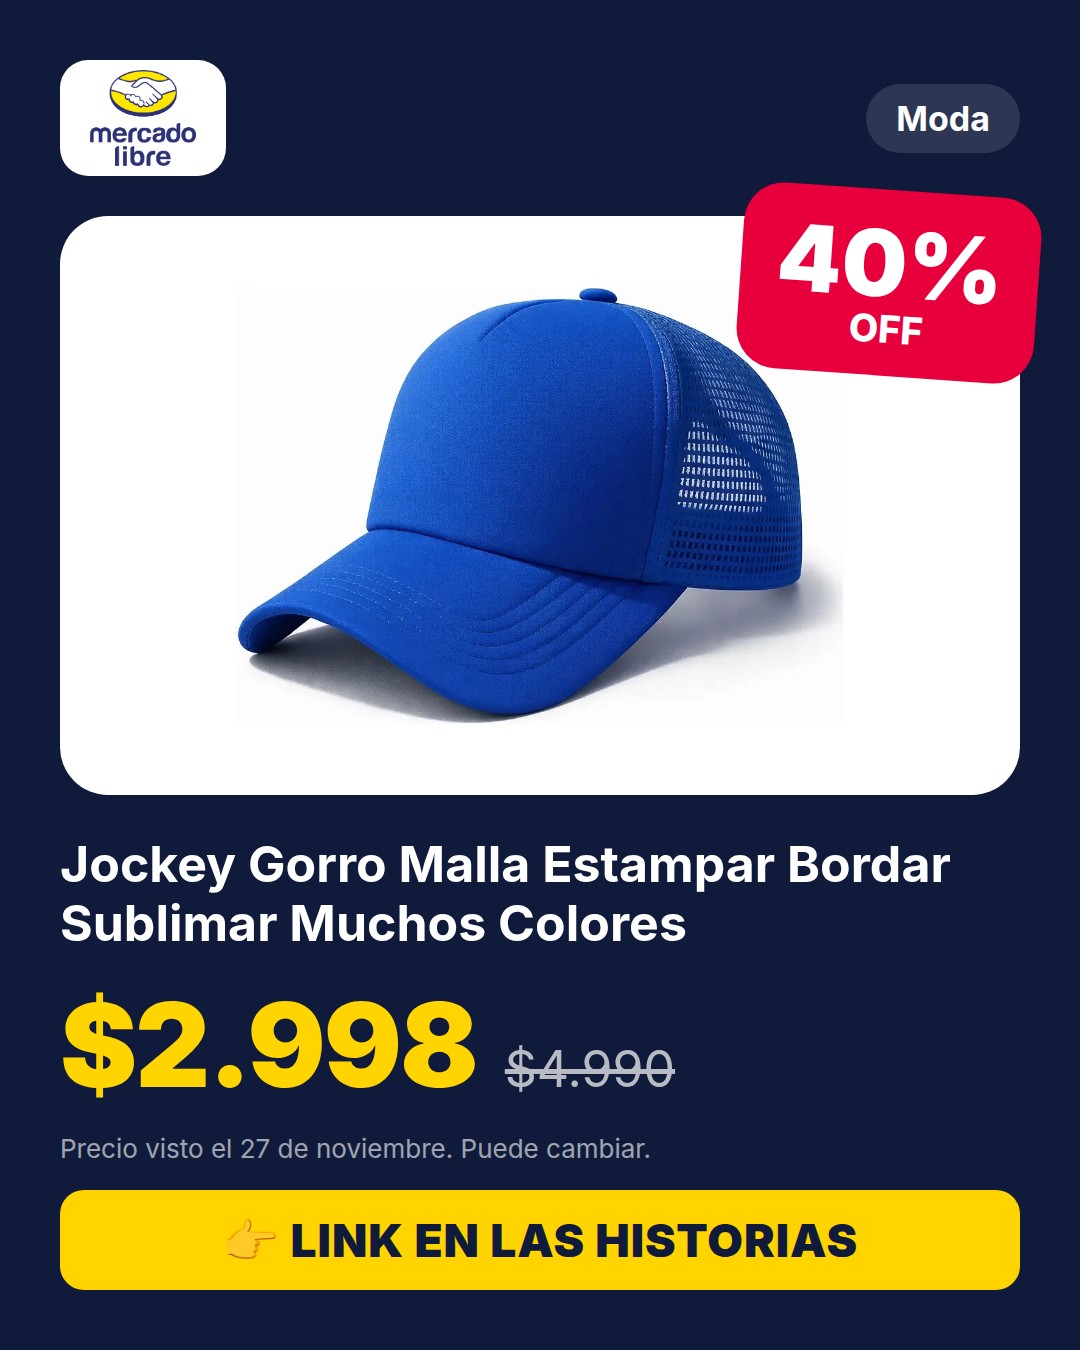 mercado
libre
Moda
40%
OFF
Jockey Gorro Malla Estampar Bordar
Sublimar Muchos Colores
$2.998 $4.990
Precio visto el 27 de noviembre. Puede cambiar.
👉 LINK EN LAS HISTORIAS